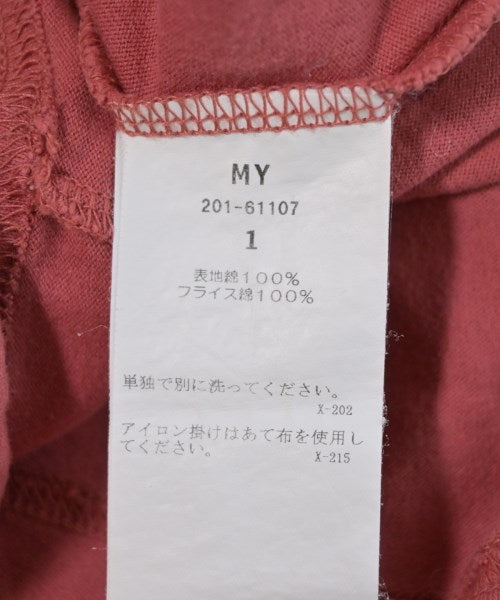 MY
201-61107
1
表地綿100%
フライス綿100%
単独で別に洗ってください。
X-202
アイロン掛けはあて布を使用し
てください。
X-215